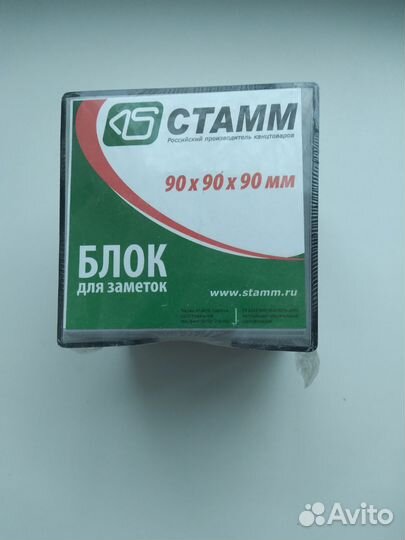 СТАММ
Российский производитель канцтоваров
90 x 90 x 90 мм
БЛОК
для заметок
www.stamm.ru
Avito